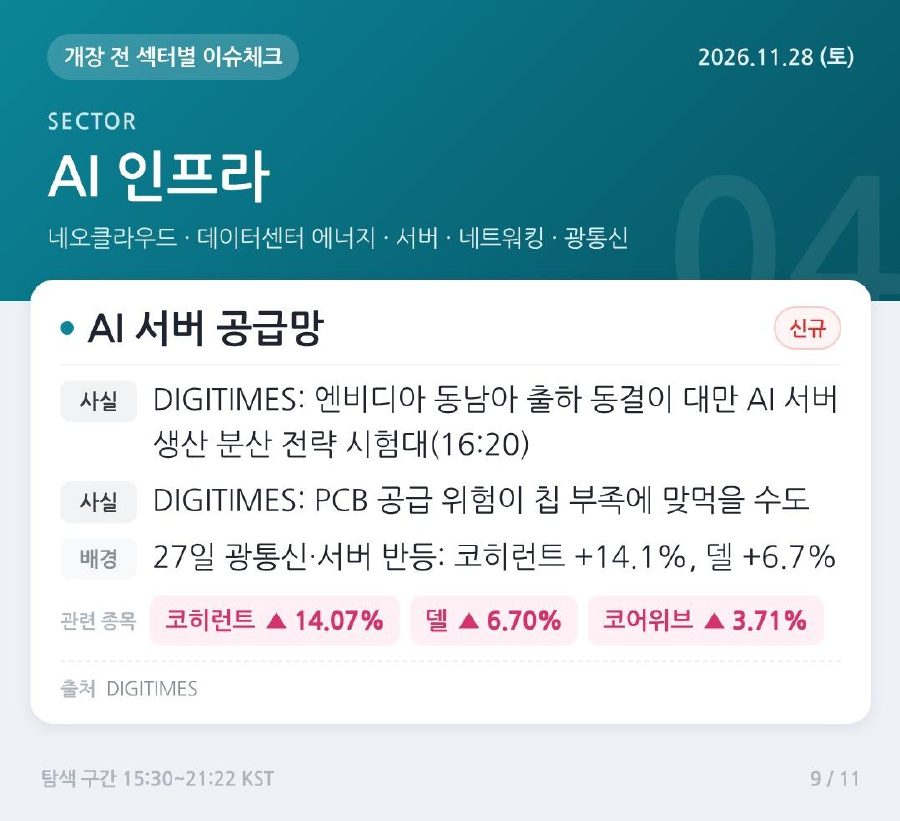 개장 전 섹터별 이슈체크
2026.11.28 (토)
SECTOR
AI 인프라
04
네오클라우드 · 데이터센터 에너지 · 서버 · 네트워킹 · 광통신
AI 서버 공급망
신규
사실 DIGITIMES: 엔비디아 동남아 출하 동결이 대만 AI 서버
생산 분산 전략 시험대(16:20)
사실 DIGITIMES: PCB 공급 위험이 칩 부족에 맞먹을 수도
배경 27일 광통신·서버 반등: 코히런트 +14.1%, 델 +6.7%
관련 종목 코히런트 ▲ 14.07% 델 ▲ 6.70% 코어위브 ▲ 3.71%
출처 DIGITIMES
탐색 구간 15:30~21:22 KST
9 / 11